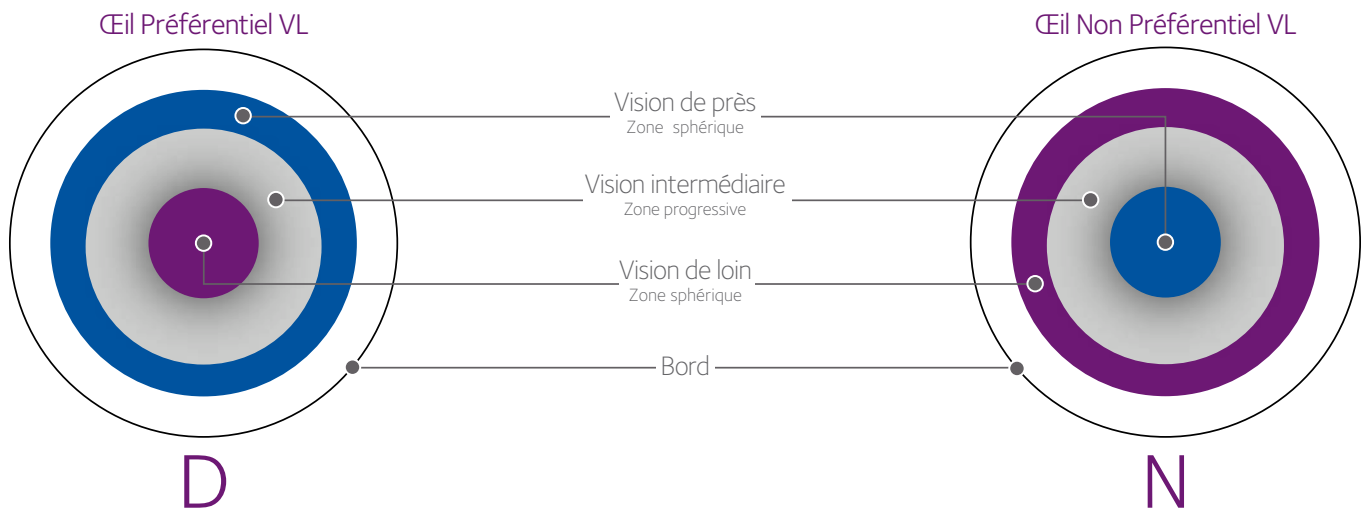 Œil Préférentiel VL
Œil Non Préférentiel VL
Vision de près
Zone sphérique
Vision intermédiaire
Zone progressive
Vision de loin
Zone sphérique
Bord
D
N